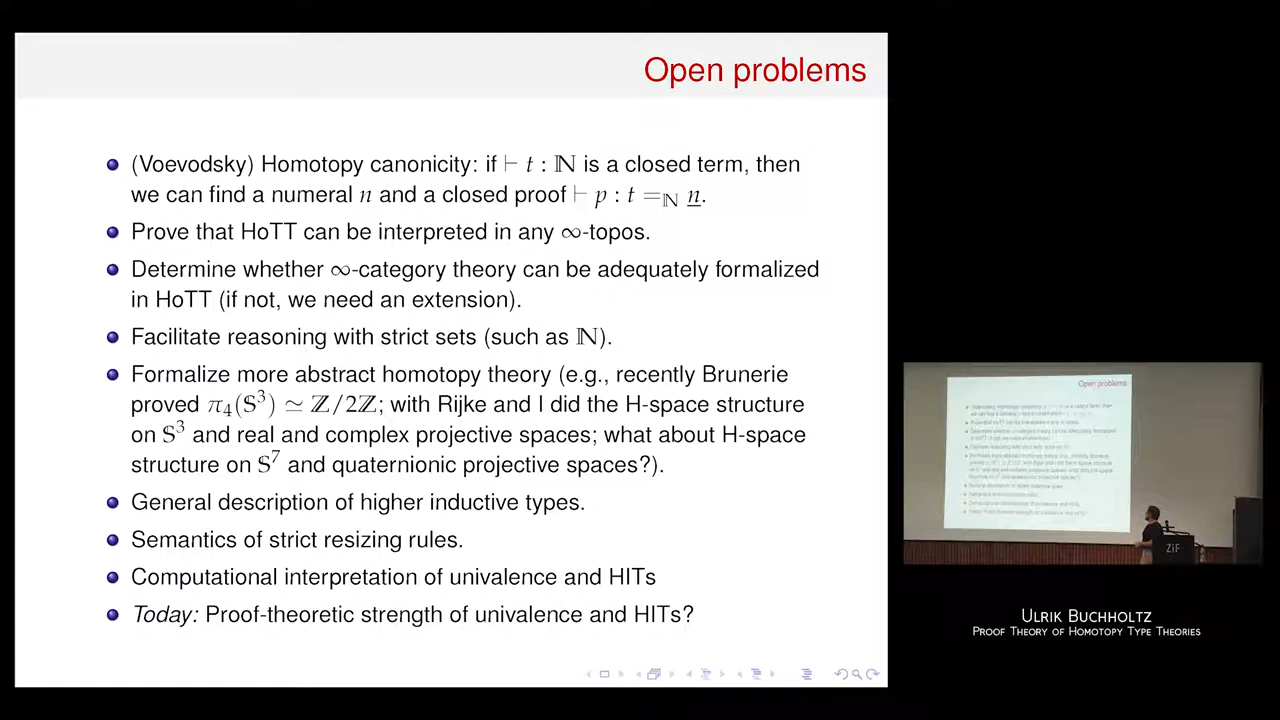 Open problems
(Voevodsky) Homotopy canonicity: if ⊢ t : ℕ is a closed term, then
we can find a numeral n and a closed proof ⊢ p : t =ℕ n.
Prove that HoTT can be interpreted in any ∞-topos.
Determine whether ∞-category theory can be adequately formalized
in HoTT (if not, we need an extension).
Facilitate reasoning with strict sets (such as ℕ).
Formalize more abstract homotopy theory (e.g., recently Brunerie
proved π₄(S³) ≃ ℤ/2ℤ; with Rijke and I did the H-space structure
on S³ and real and complex projective spaces; what about H-space
structure on S⁷ and quaternionic projective spaces?).
General description of higher inductive types.
Semantics of strict resizing rules.
Computational interpretation of univalence and HITs
Today: Proof-theoretic strength of univalence and HITs?
Open problems
ZiF
Ulrik Buchholtz
Proof Theory of Homotopy Type Theories